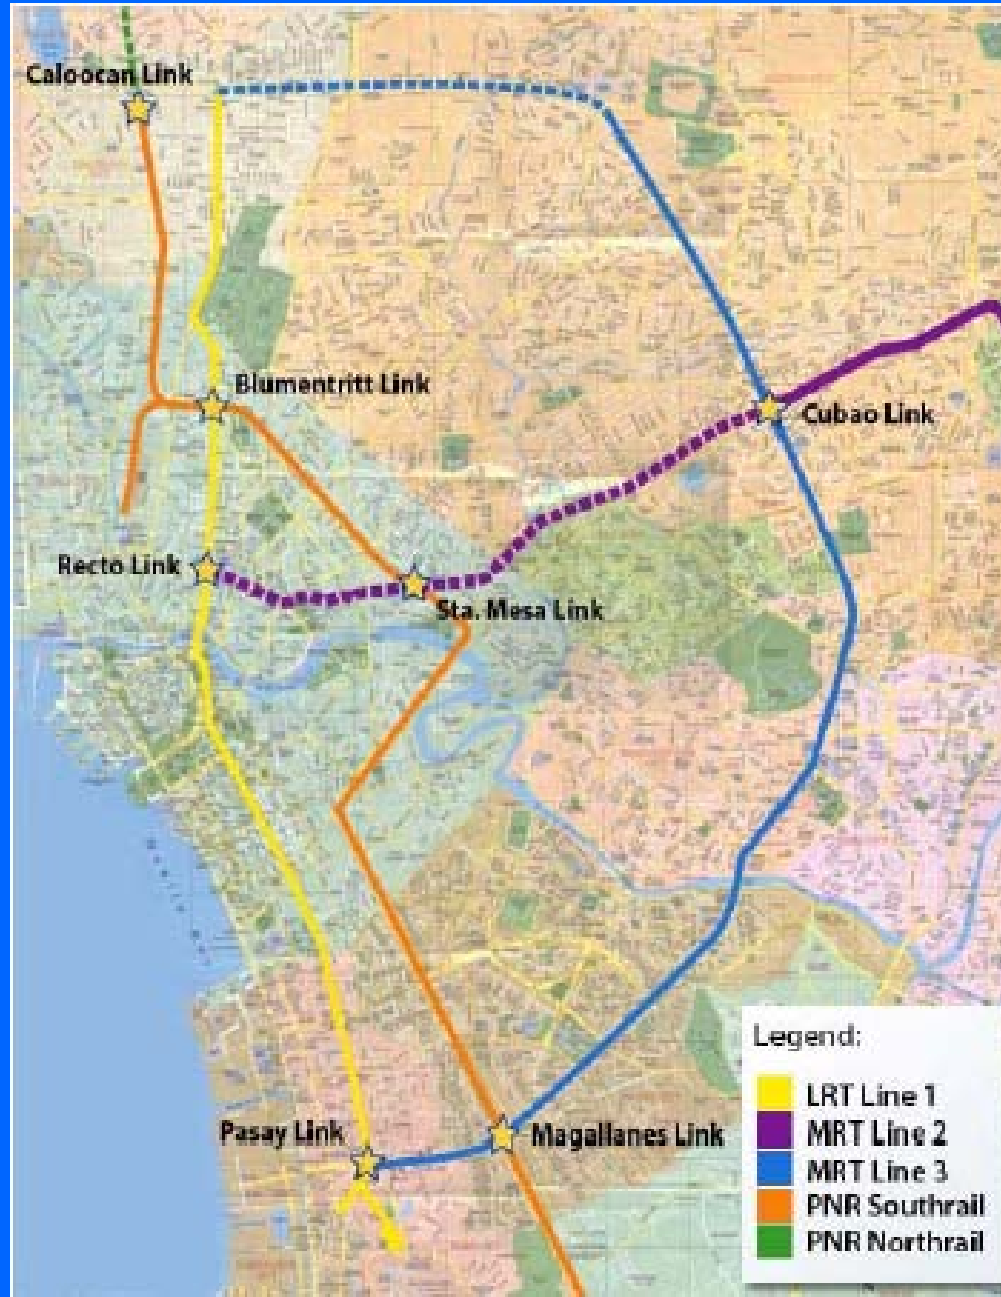 Caloocan Link
Blumentritt Link
Cubao Link
Recto Link
Sta. Mesa Link
Pasay Link
Magallanes Link
Legend:
LRT Line 1
MRT Line 2
MRT Line 3
PNR Southrail
PNR Northrail